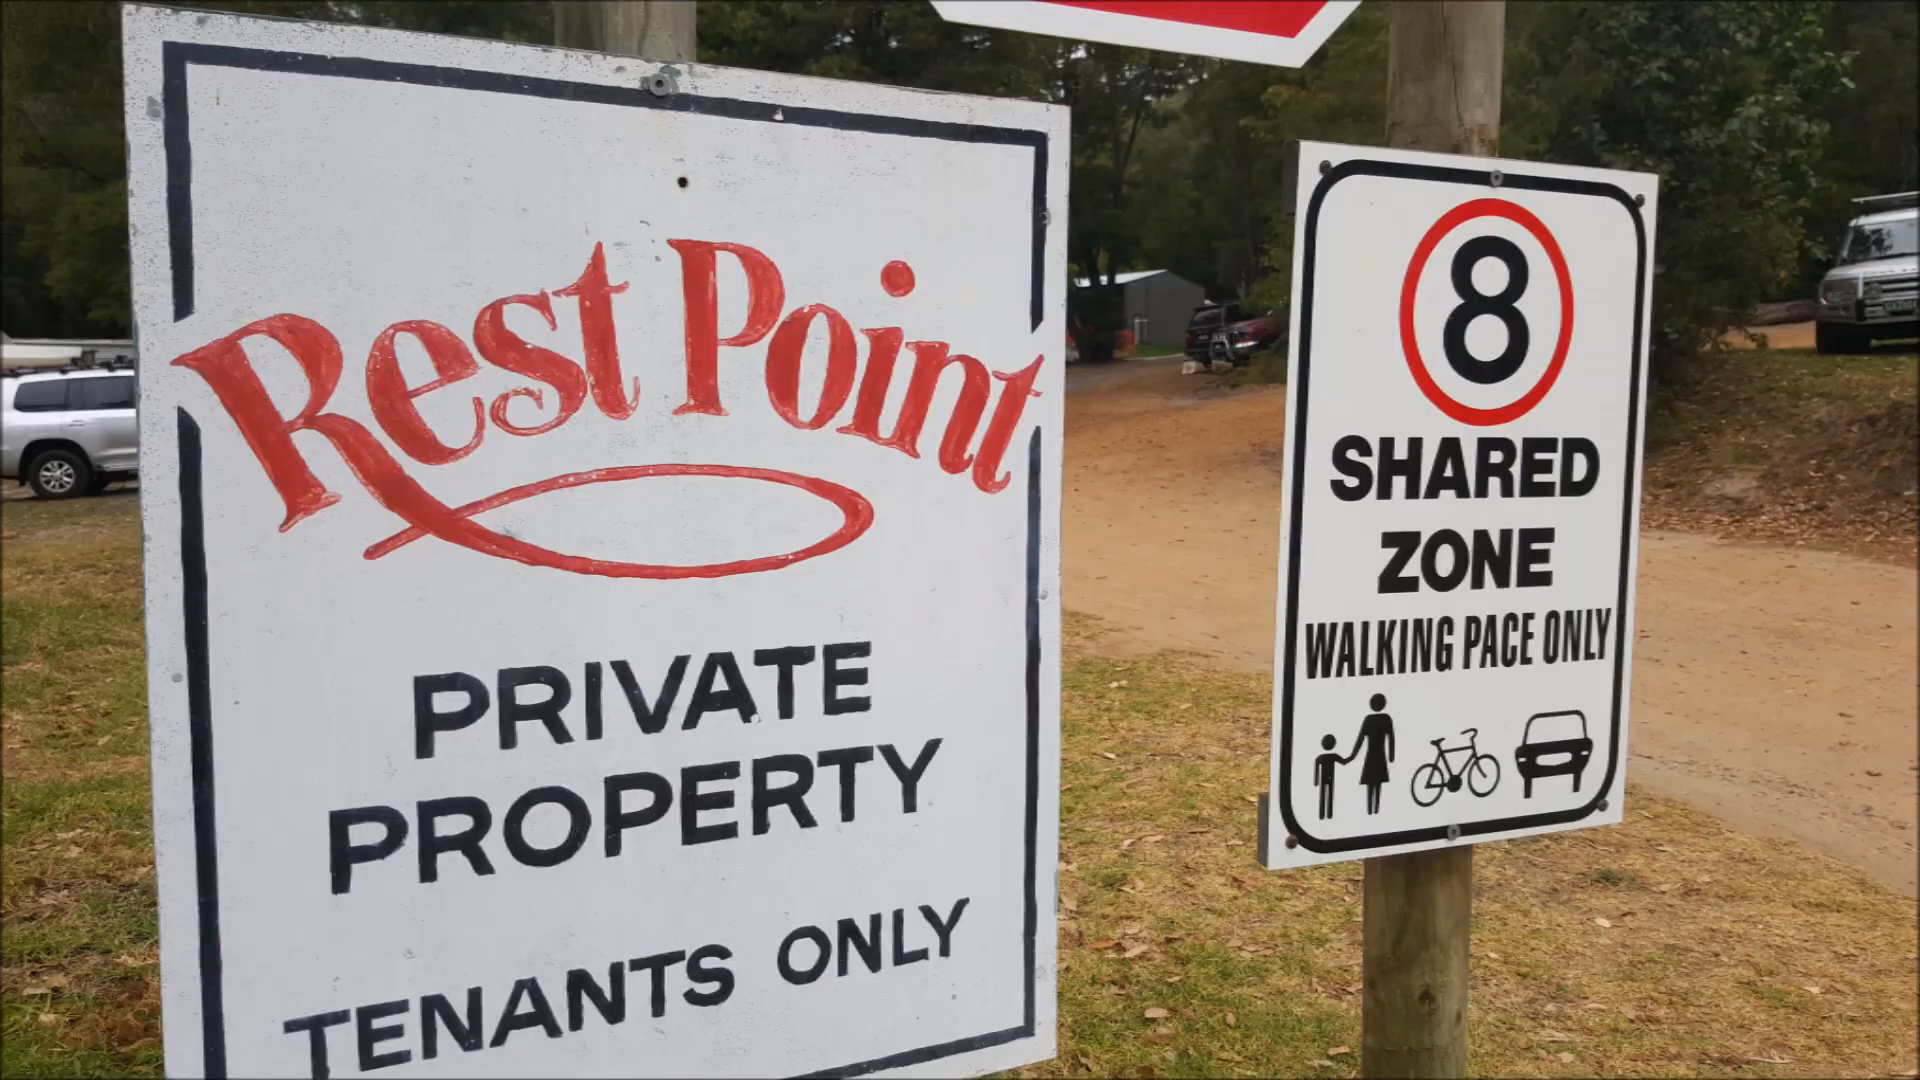 Rest Point
PRIVATE
PROPERTY
TENANTS ONLY
8
SHARED
ZONE
WALKING PACE ONLY